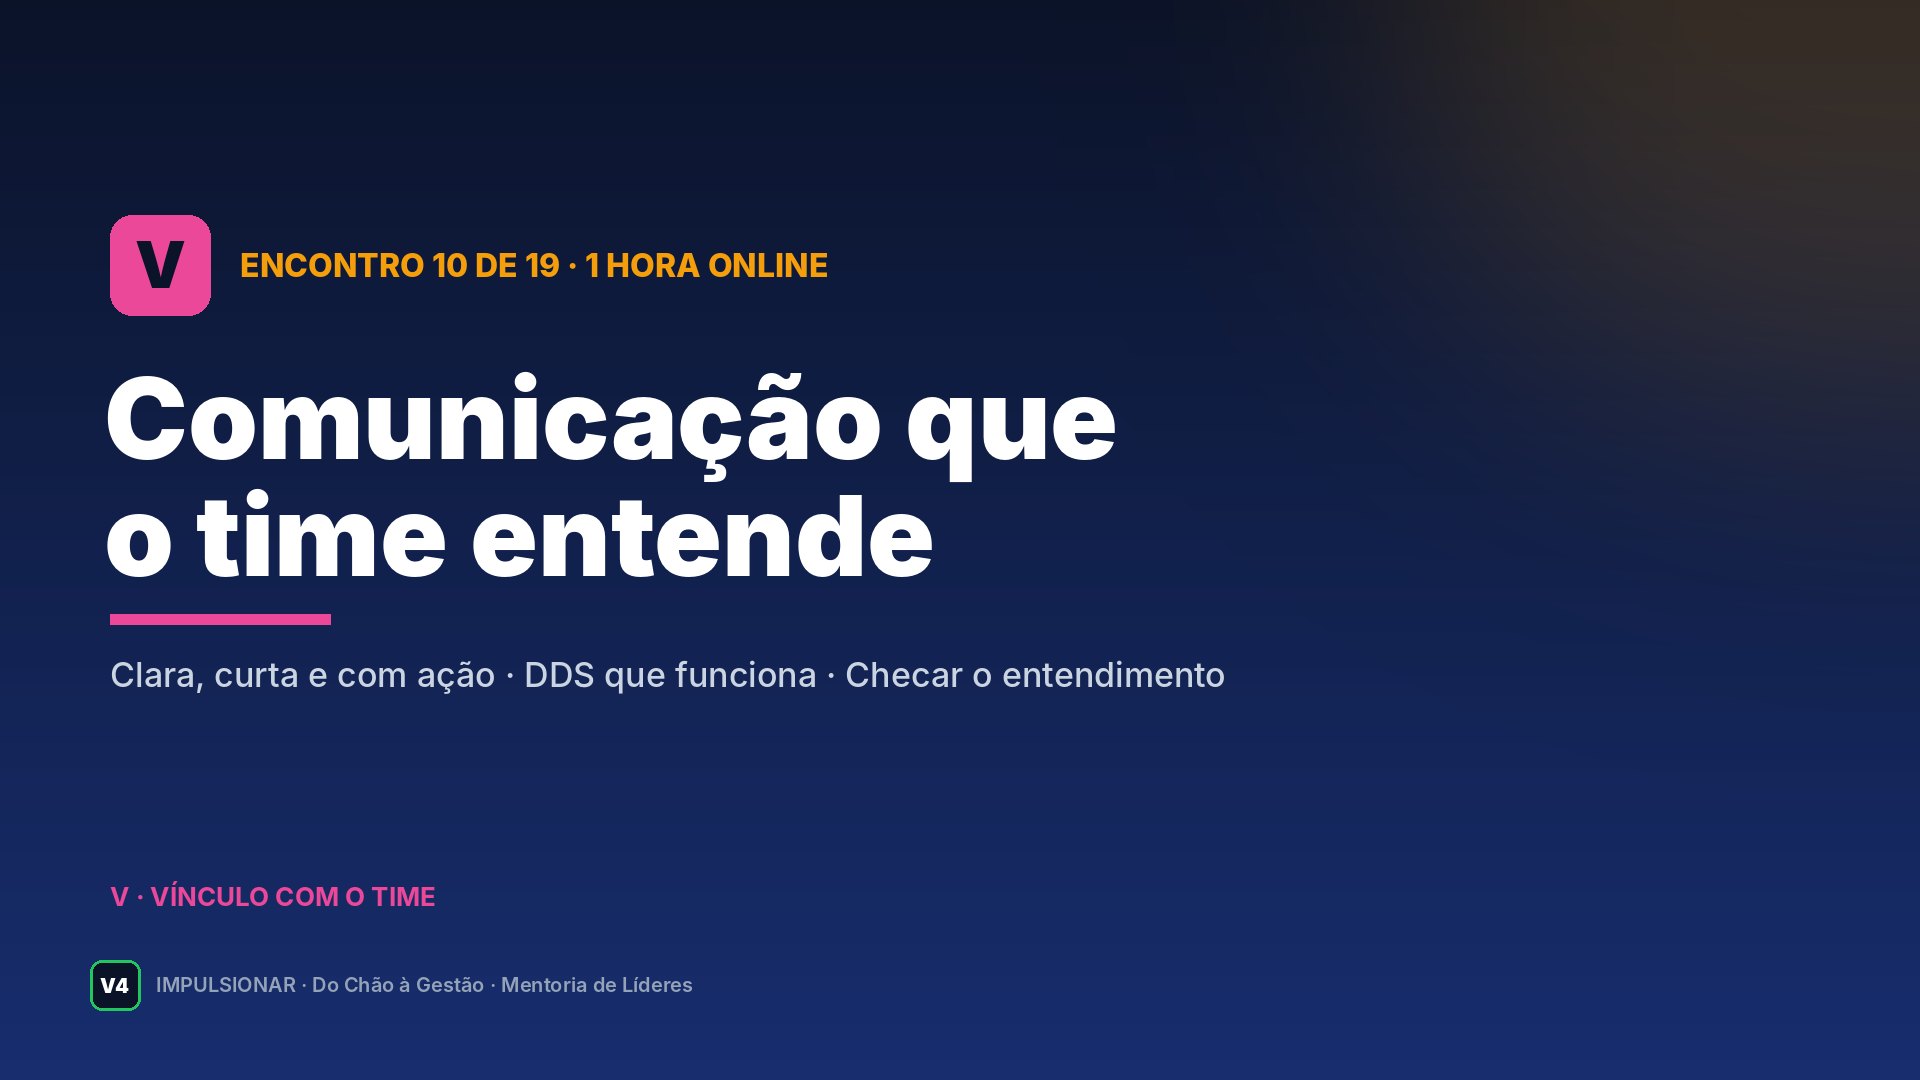 V
ENCONTRO 10 DE 19 · 1 HORA ONLINE
Comunicação que
o time entende
Clara, curta e com ação · DDS que funciona · Checar o entendimento
V · VÍNCULO COM O TIME
V4
IMPULSIONAR · Do Chão à Gestão · Mentoria de Líderes